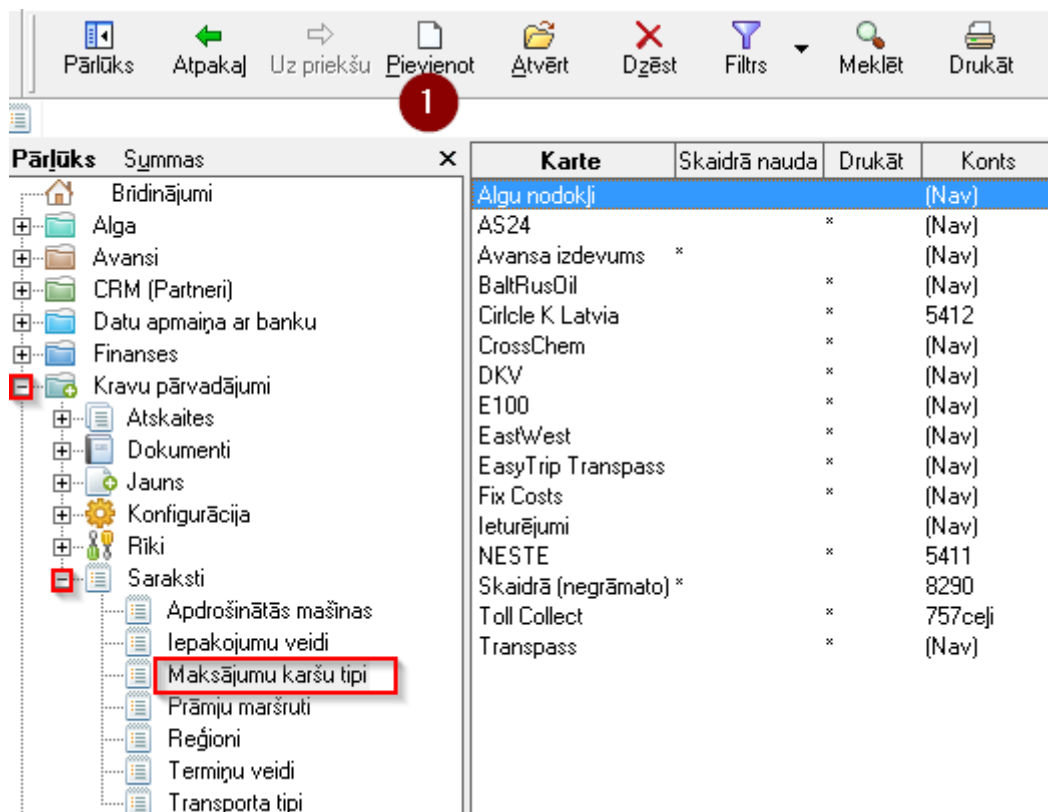 Pārlūks Atpakaļ Uz priekšu Pievienot Atvērt Dzēst Filtrs Meklēt Drukāt
1
Pārlūks Summas
Brīdinājumi
Alga
Avansi
CRM (Partneri)
Datu apmaiņa ar banku
Finanses
Kravu pārvadājumi
Atskaites
Dokumenti
Jauns
Konfigurācija
Rīki
Saraksti
Apdrošinātās mašīnas
Iepakojumu veidi
Maksājumu karšu tipi
Prāmju maršruti
Reģioni
Termiņu veidi
Transporta tipi
Karte Skaidrā nauda Drukāt Konts
Algu nodokļi (Nav)
AS24 * (Nav)
Avansa izdevums * (Nav)
BaltRusOil * (Nav)
Cirlcle K Latvia * 5412
CrossChem * (Nav)
DKV * (Nav)
E100 * (Nav)
EastWest * (Nav)
EasyTrip Transpass * (Nav)
Fix Costs * (Nav)
Ieturējumi (Nav)
NESTE * 5411
Skaidrā (negrāmato) * 8290
Toll Collect * 757ceļi
Transpass * (Nav)